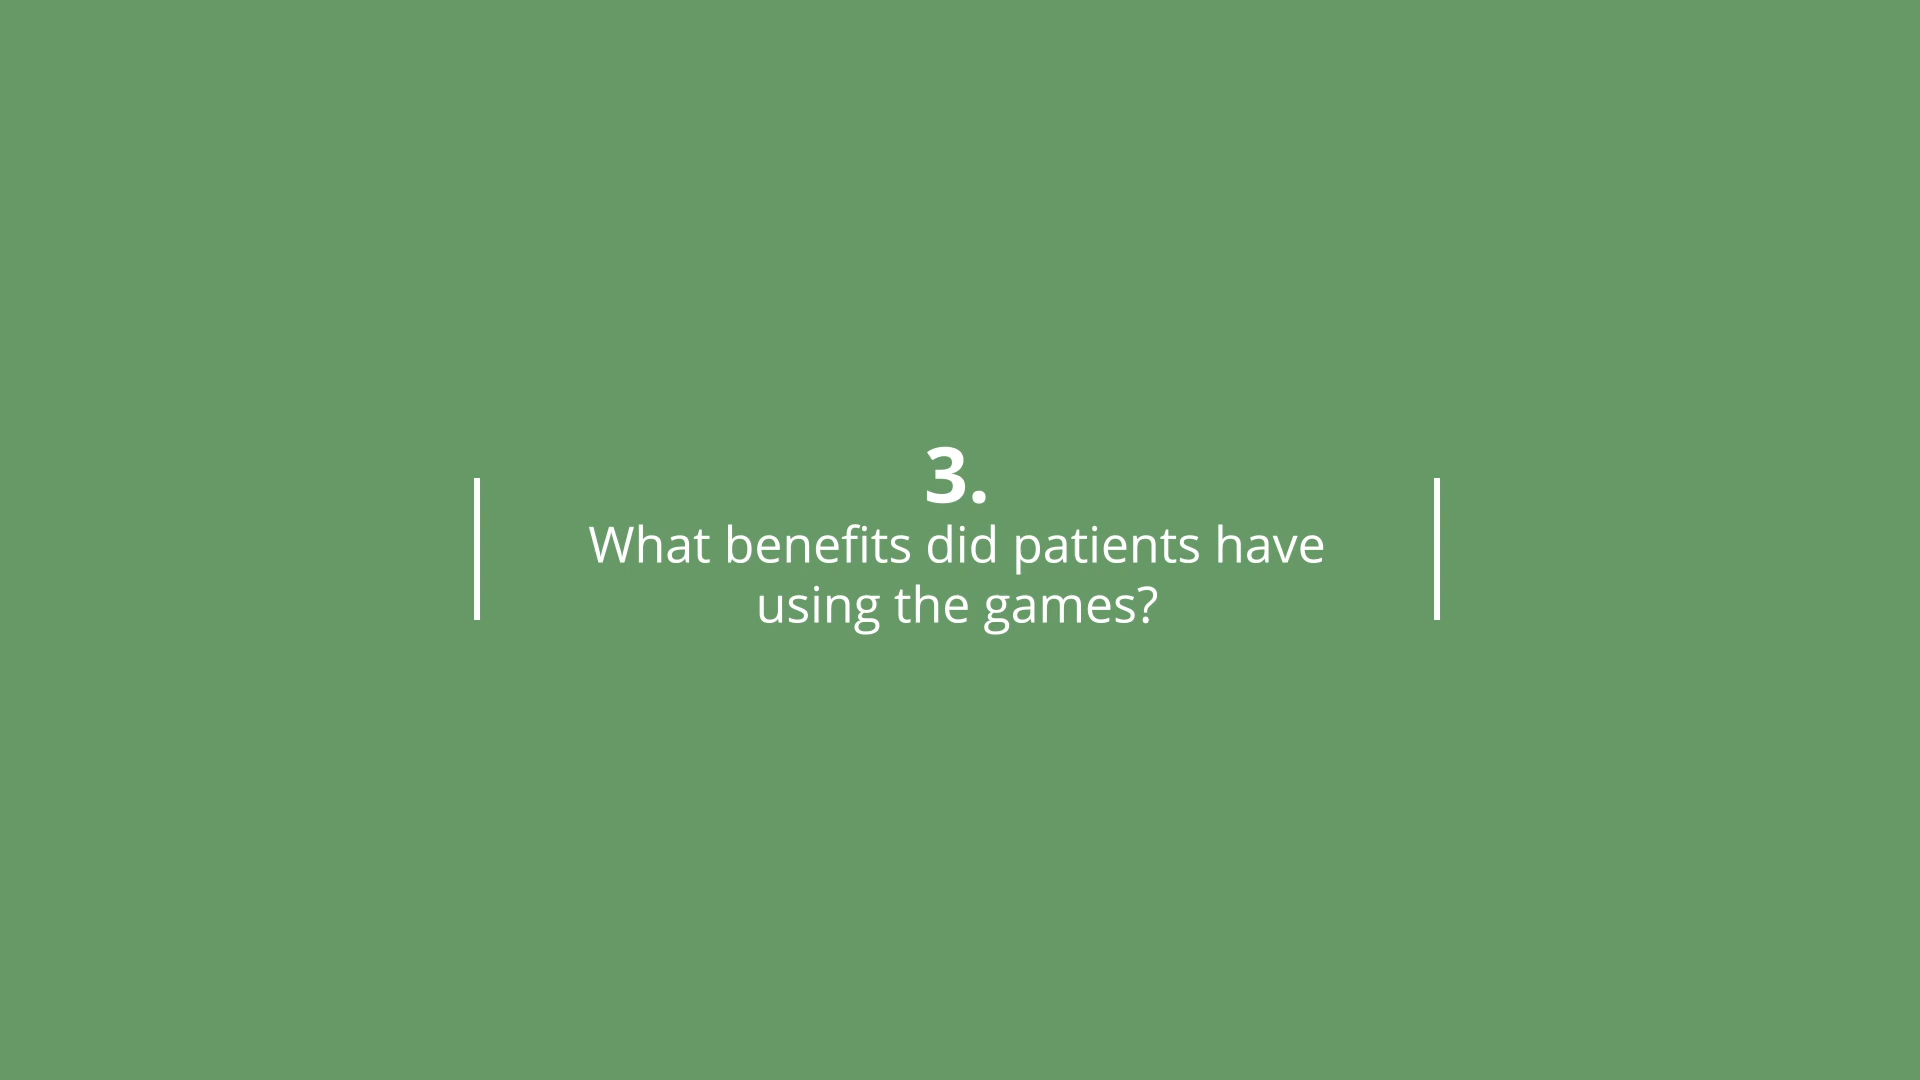 3.
What benefits did patients have
using the games?